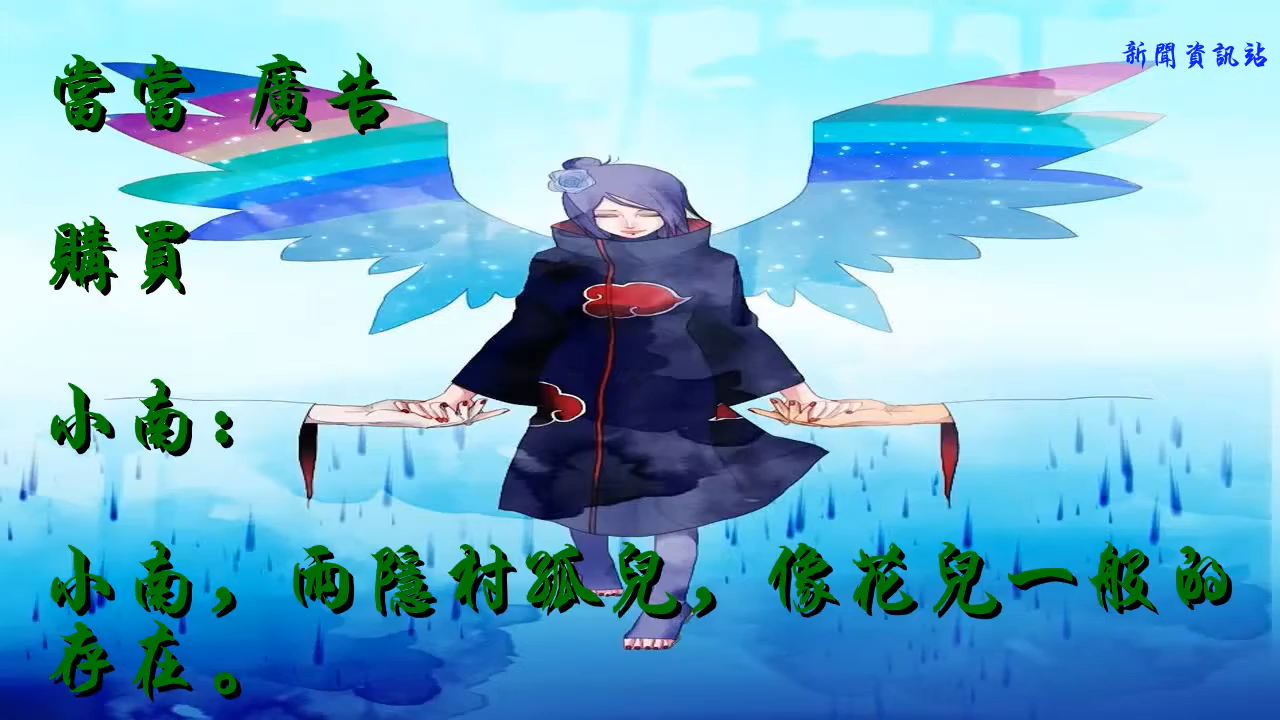 新聞資訊站
當當 廣告
購買
小南：
小南，雨隱村孤兒，像花兒一般的
存在。